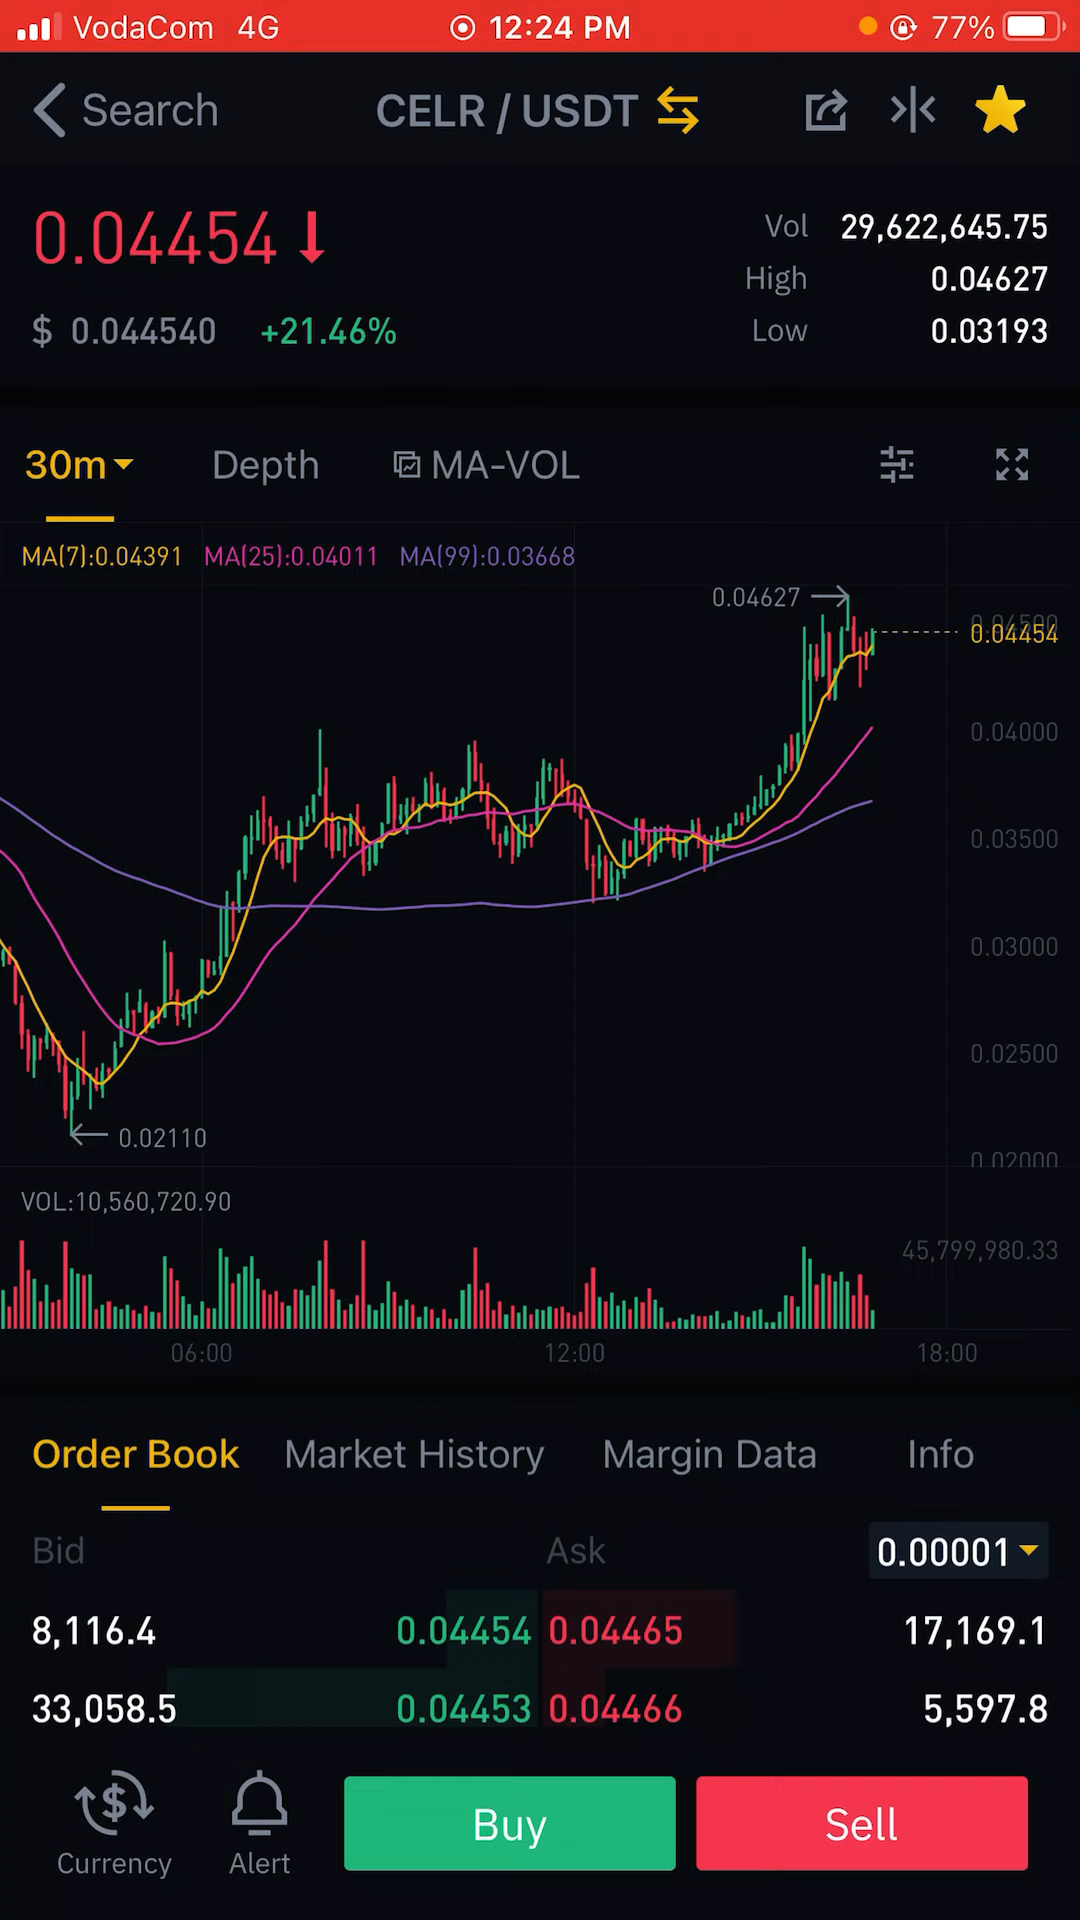 VodaCom 4G 12:24 PM 77%
Search CELR / USDT
0.04454
$ 0.044540 +21.46%
Vol 29,622,645.75
High 0.04627
Low 0.03193
30m Depth MA-VOL
MA(7):0.04391 MA(25):0.04011 MA(99):0.03668
0.04627
0.04500
0.04454
0.04000
0.03500
0.03000
0.02500
0.02110
0.02000
VOL:10,560,720.90
45,799,980.33
06:00 12:00 18:00
Order Book Market History Margin Data Info
Bid Ask 0.00001
8,116.4 0.04454 0.04465 17,169.1
33,058.5 0.04453 0.04466 5,597.8
Currency Alert Buy Sell